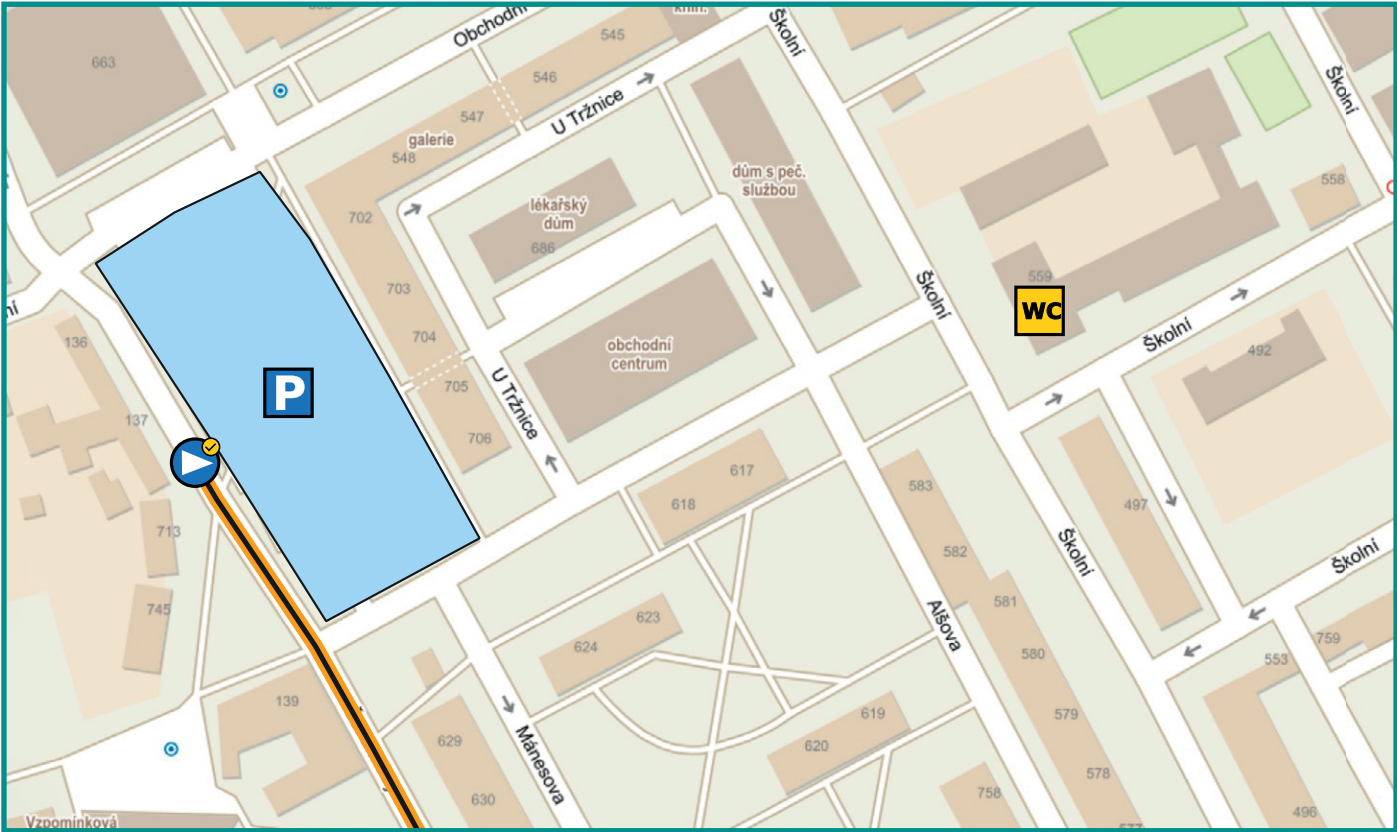 Obchodní
knih.
545
663
546
547
galerie
548
U Tržnice
Školní
Školní
dům s peč.
službou
558
lékařský
dům
686
702
703
704
559
WC
Školní
Školní
492
136
obchodní
centrum
705
706
P
U Tržnice
137
617
618
583
497
713
582
Školní
Školní
745
581
Alšova
623
624
580
759
553
139
619
620
579
629
630
Mánesova
578
758
496
577
Vzpomínková